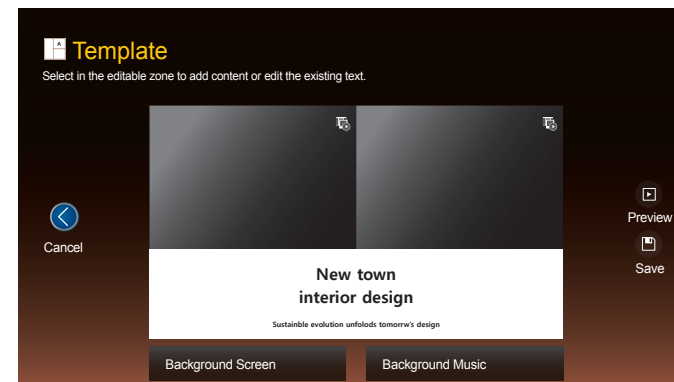 A
Template
Select in the editable zone to add content or edit the existing text.
Cancel
New town
interior design
Sustainble evolution unfolods tomorrw's design
Preview
Save
Background Screen
Background Music